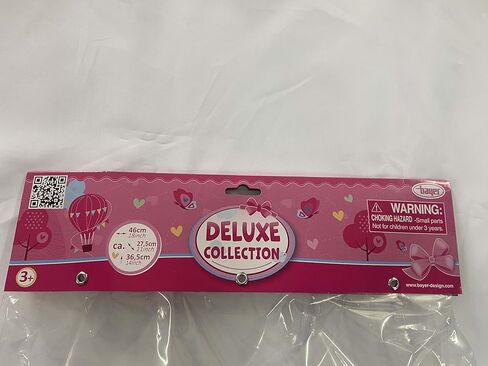 bayer
WARNING:
CHOKING HAZARD -Small parts
Not for children under 3 years.
46cm
18inch
ca.
27,5cm
11inch
36,5cm
14inch
DELUXE
COLLECTION
3+
www.bayer-design.com